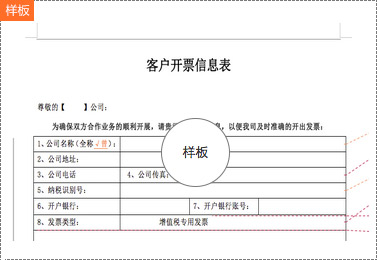 样板
客户开票信息表
尊敬的【 】公司：
为确保双方合作业务的顺利开展，请贵 息，以便我司及时准确的开出发票：
1、公司名称（全称 ）：
2、公司地址：
样板
3、公司电话 4、公司传真
5、纳税识别号：
6、开户银行： 7、开户银行账号：
8、发票类型： 增值税专用发票